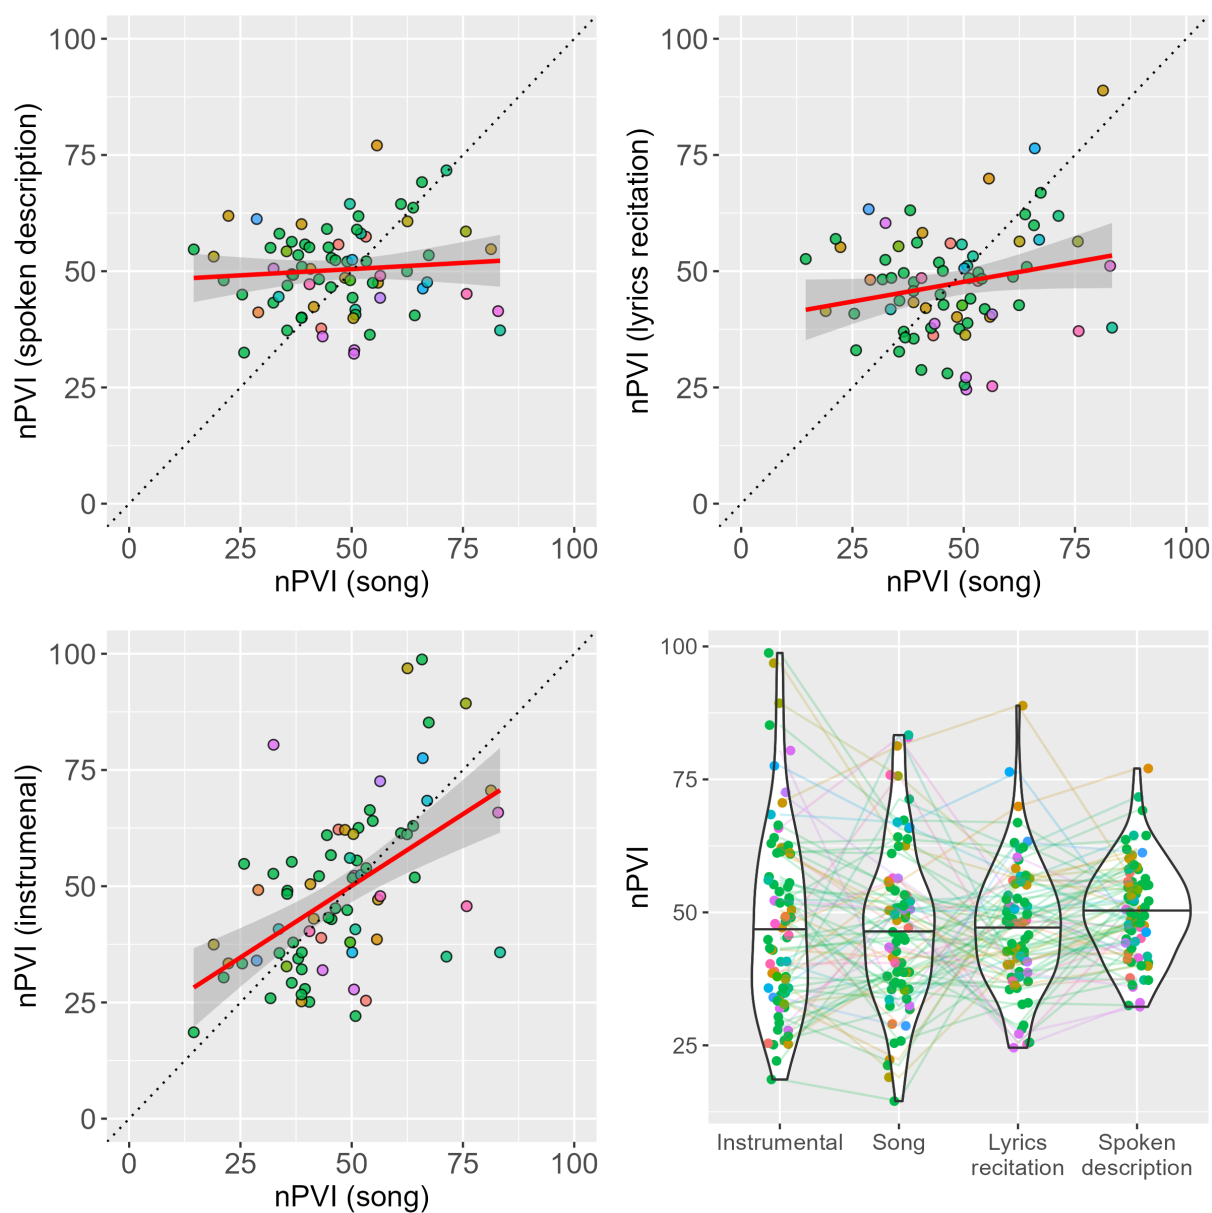 nPVI (spoken description)
100
75
50
25
0
0 25 50 75 100
nPVI (song)
nPVI (lyrics recitation)
100
75
50
25
0
0 25 50 75 100
nPVI (song)
nPVI (instrumenal)
100
75
50
25
0
0 25 50 75 100
nPVI (song)
nPVI
100
75
50
25
Instrumental Song Lyrics Spoken
recitation description